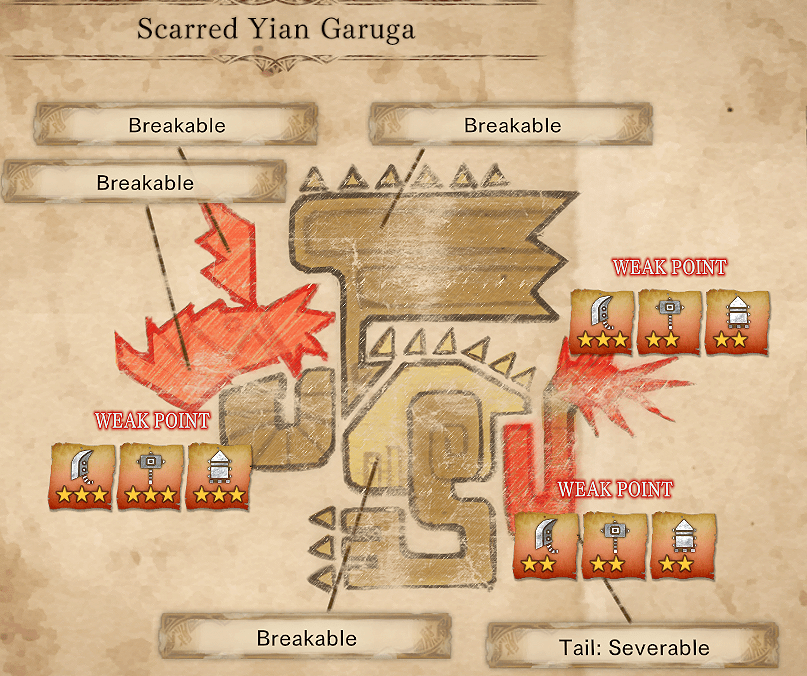 Scarred Yian Garuga
Breakable
Breakable
Breakable
WEAK POINT
WEAK POINT
WEAK POINT
Breakable
Tail: Severable